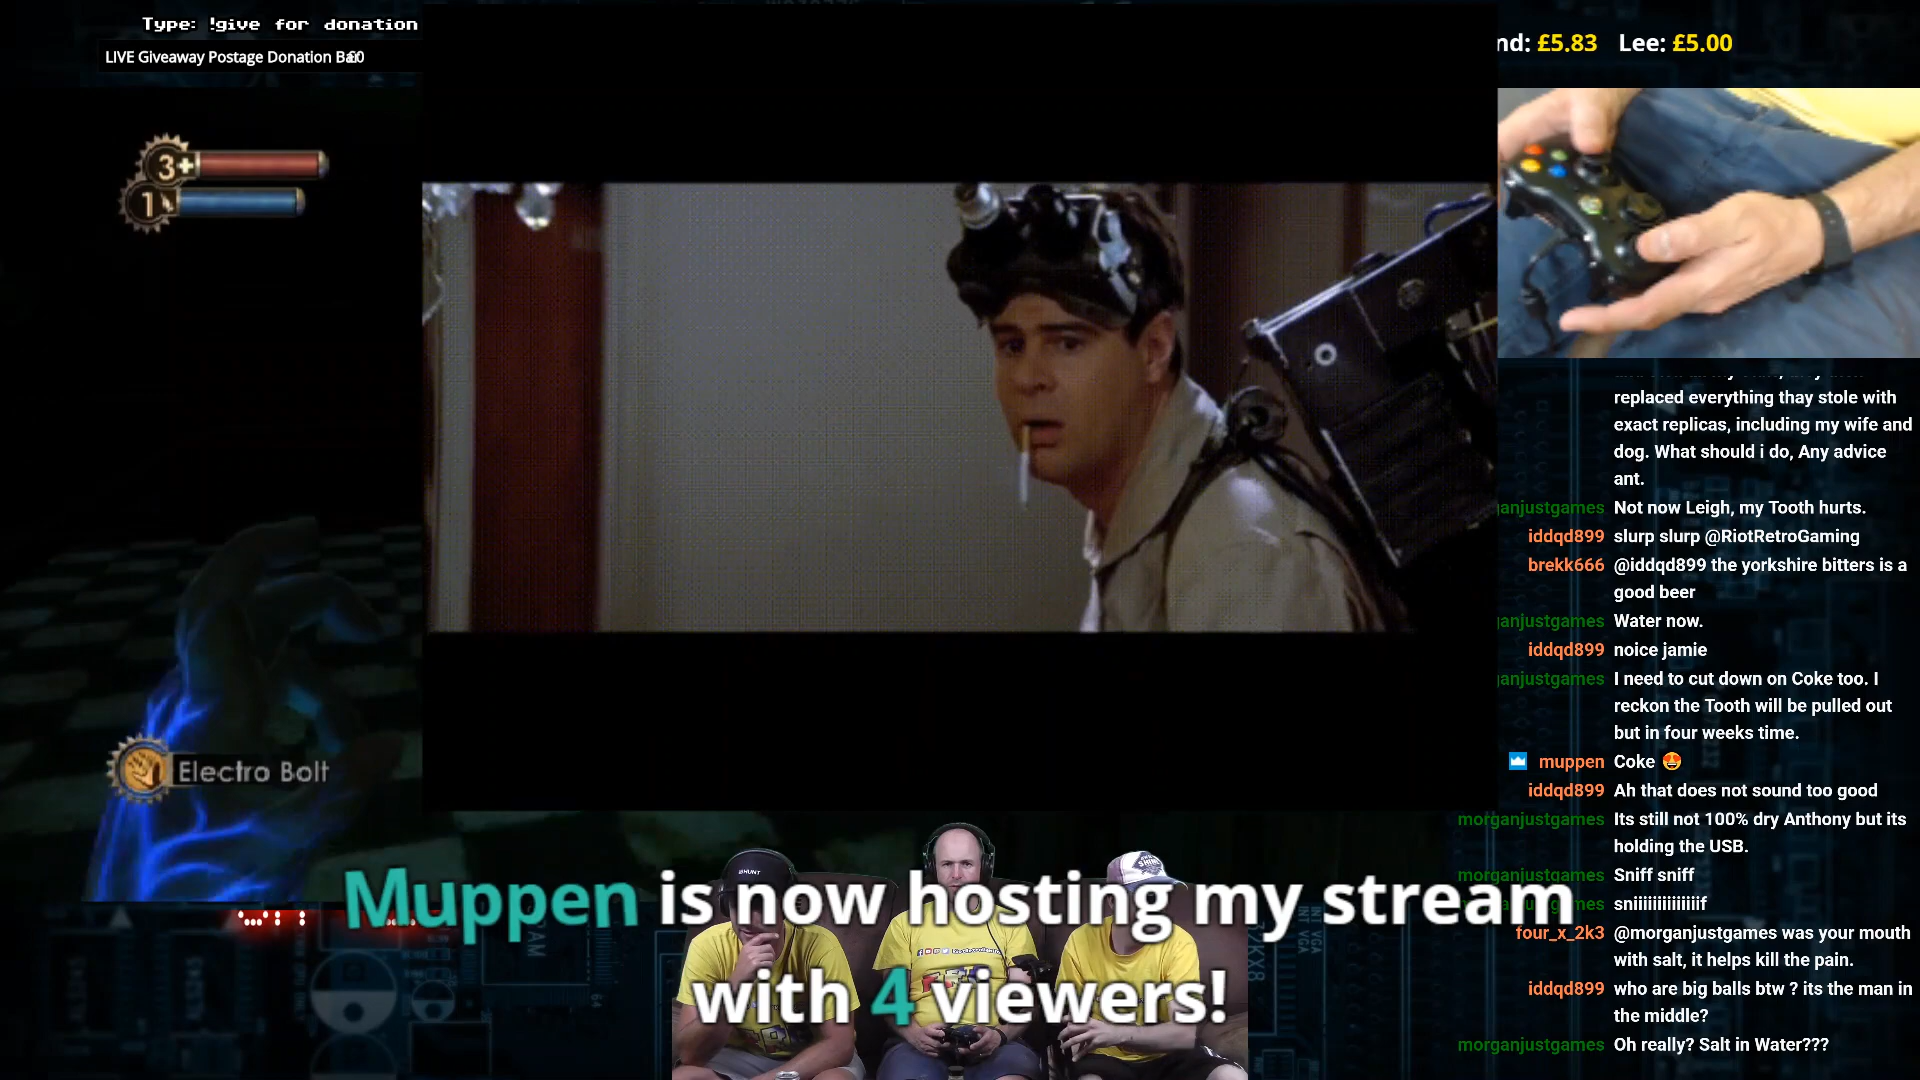 Type: !give for donation
LIVE Giveaway Postage Donation Bar
nd: £5.83 Lee: £5.00
3
1
replaced everything thay stole with
exact replicas, including my wife and
dog. What should i do, Any advice
ant.
anjustgames Not now Leigh, my Tooth hurts.
iddqd899 slurp slurp @RiotRetroGaming
brekk666 @iddqd899 the yorkshire bitters is a
good beer
anjustgames Water now.
iddqd899 noice jamie
anjustgames I need to cut down on Coke too. I
reckon the Tooth will be pulled out
but in four weeks time.
muppen Coke 😍
iddqd899 Ah that does not sound too good
morganjustgames Its still not 100% dry Anthony but its
holding the USB.
morganjustgames Sniff sniff
sniiiiiiiiiiiiif
four_x_2k3 @morganjustgames was your mouth
with salt, it helps kill the pain.
iddqd899 who are big balls btw ? its the man in
the middle?
morganjustgames Oh really? Salt in Water???
Electro Bolt
Muppen is now hosting my stream
with 4 viewers!